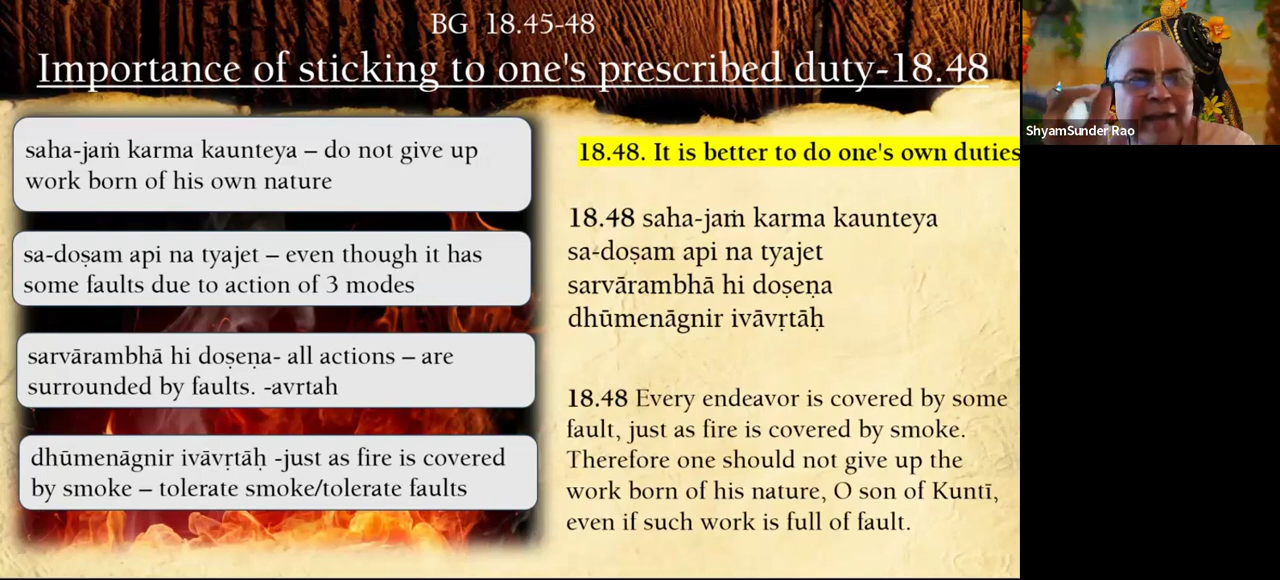 BG 18.45-48
Importance of sticking to one's prescribed duty-18.48
saha-jaṁ karma kaunteya – do not give up
work born of his own nature
sa-doṣam api na tyajet – even though it has
some faults due to action of 3 modes
sarvārambhā hi doṣeṇa- all actions – are
surrounded by faults. -avrtah
dhūmenāgnir ivāvṛtāḥ -just as fire is covered
by smoke – tolerate smoke/tolerate faults
18.48. It is better to do one's own duties
18.48 saha-jaṁ karma kaunteya
sa-doṣam api na tyajet
sarvārambhā hi doṣeṇa
dhūmenāgnir ivāvṛtāḥ
18.48 Every endeavor is covered by some
fault, just as fire is covered by smoke.
Therefore one should not give up the
work born of his nature, O son of Kuntī,
even if such work is full of fault.
ShyamSunder Rao